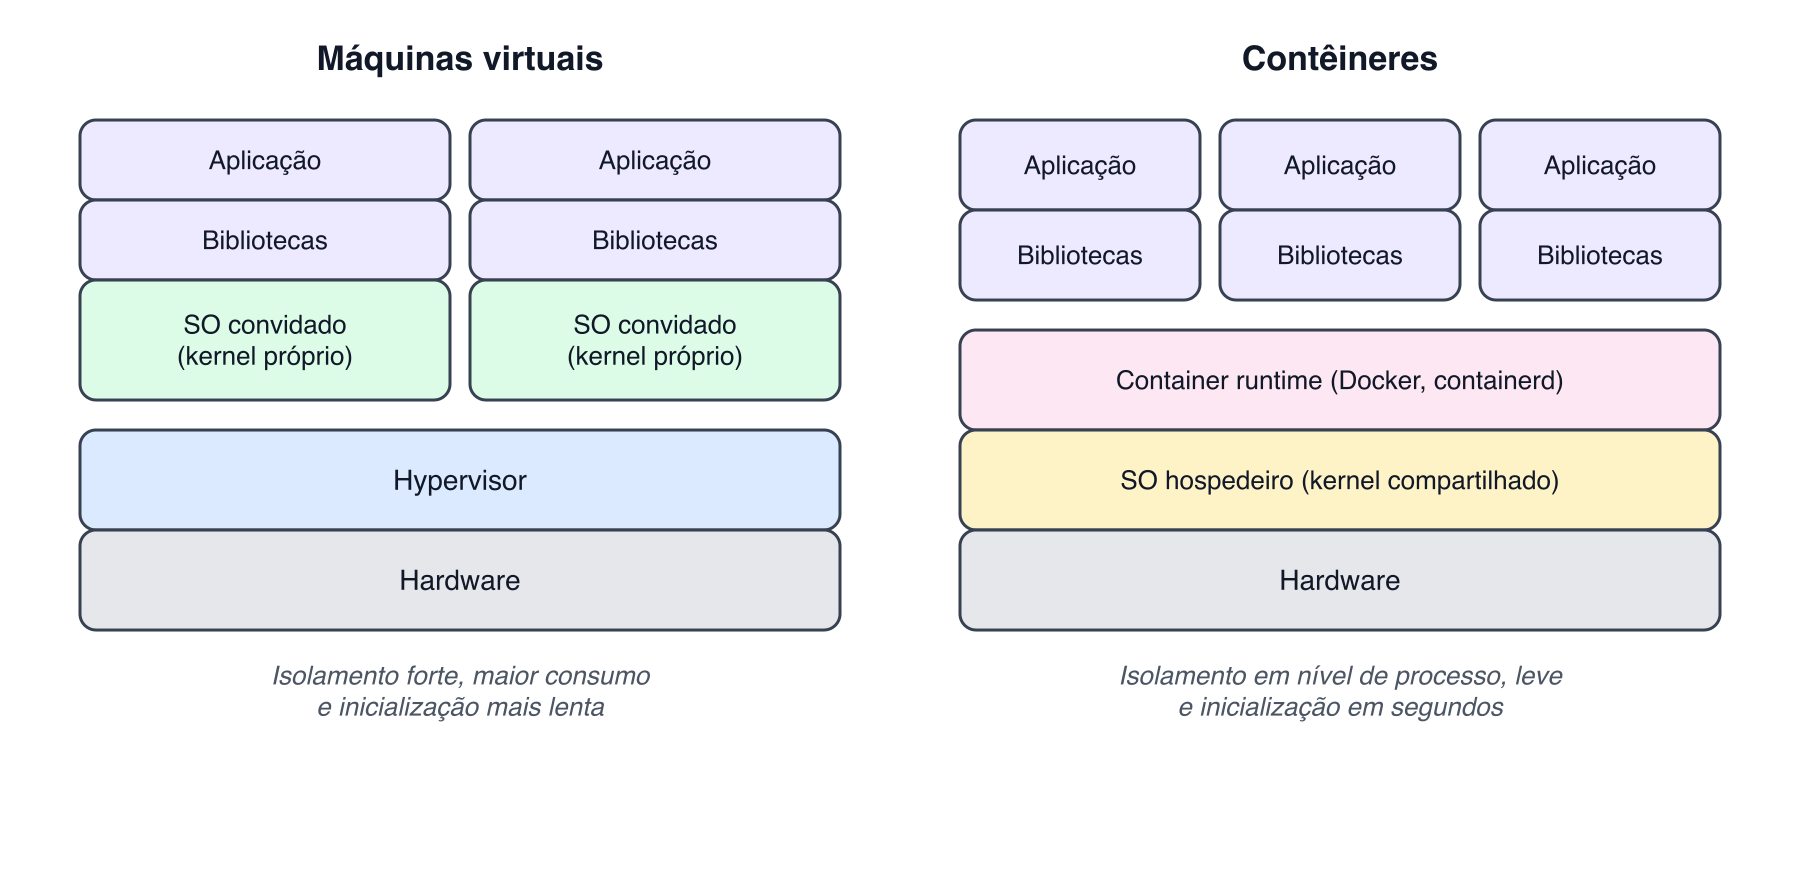 Máquinas virtuais
Aplicação
Aplicação
Bibliotecas
Bibliotecas
SO convidado
(kernel próprio)
SO convidado
(kernel próprio)
Hypervisor
Hardware
Isolamento forte, maior consumo
e inicialização mais lenta
Contêineres
Aplicação
Aplicação
Aplicação
Bibliotecas
Bibliotecas
Bibliotecas
Container runtime (Docker, containerd)
SO hospedeiro (kernel compartilhado)
Hardware
Isolamento em nível de processo, leve
e inicialização em segundos